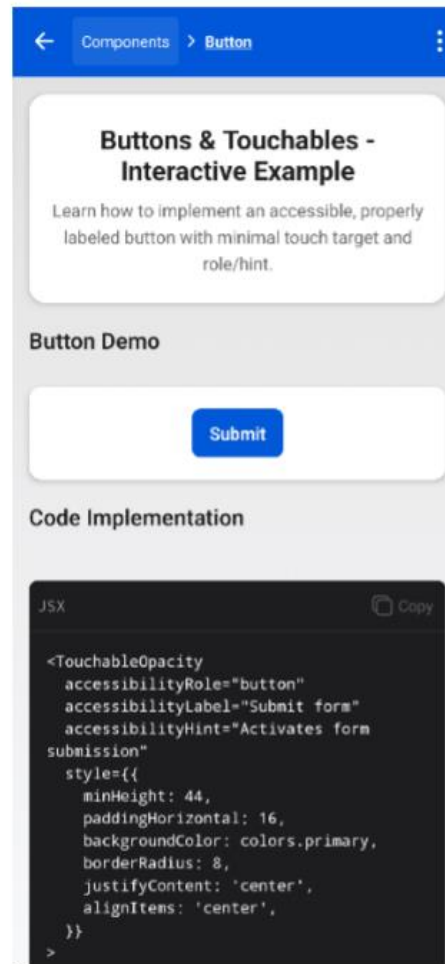 Components > Button
Buttons & Touchables -
Interactive Example
Learn how to implement an accessible, properly
labeled button with minimal touch target and
role/hint.
Button Demo
Submit
Code Implementation
JSX Copy
<TouchableOpacity
  accessibilityRole="button"
  accessibilityLabel="Submit form"
  accessibilityHint="Activates form
submission"
  style={{
    minHeight: 44,
    paddingHorizontal: 16,
    backgroundColor: colors.primary,
    borderRadius: 8,
    justifyContent: 'center',
    alignItems: 'center',
  }}
>